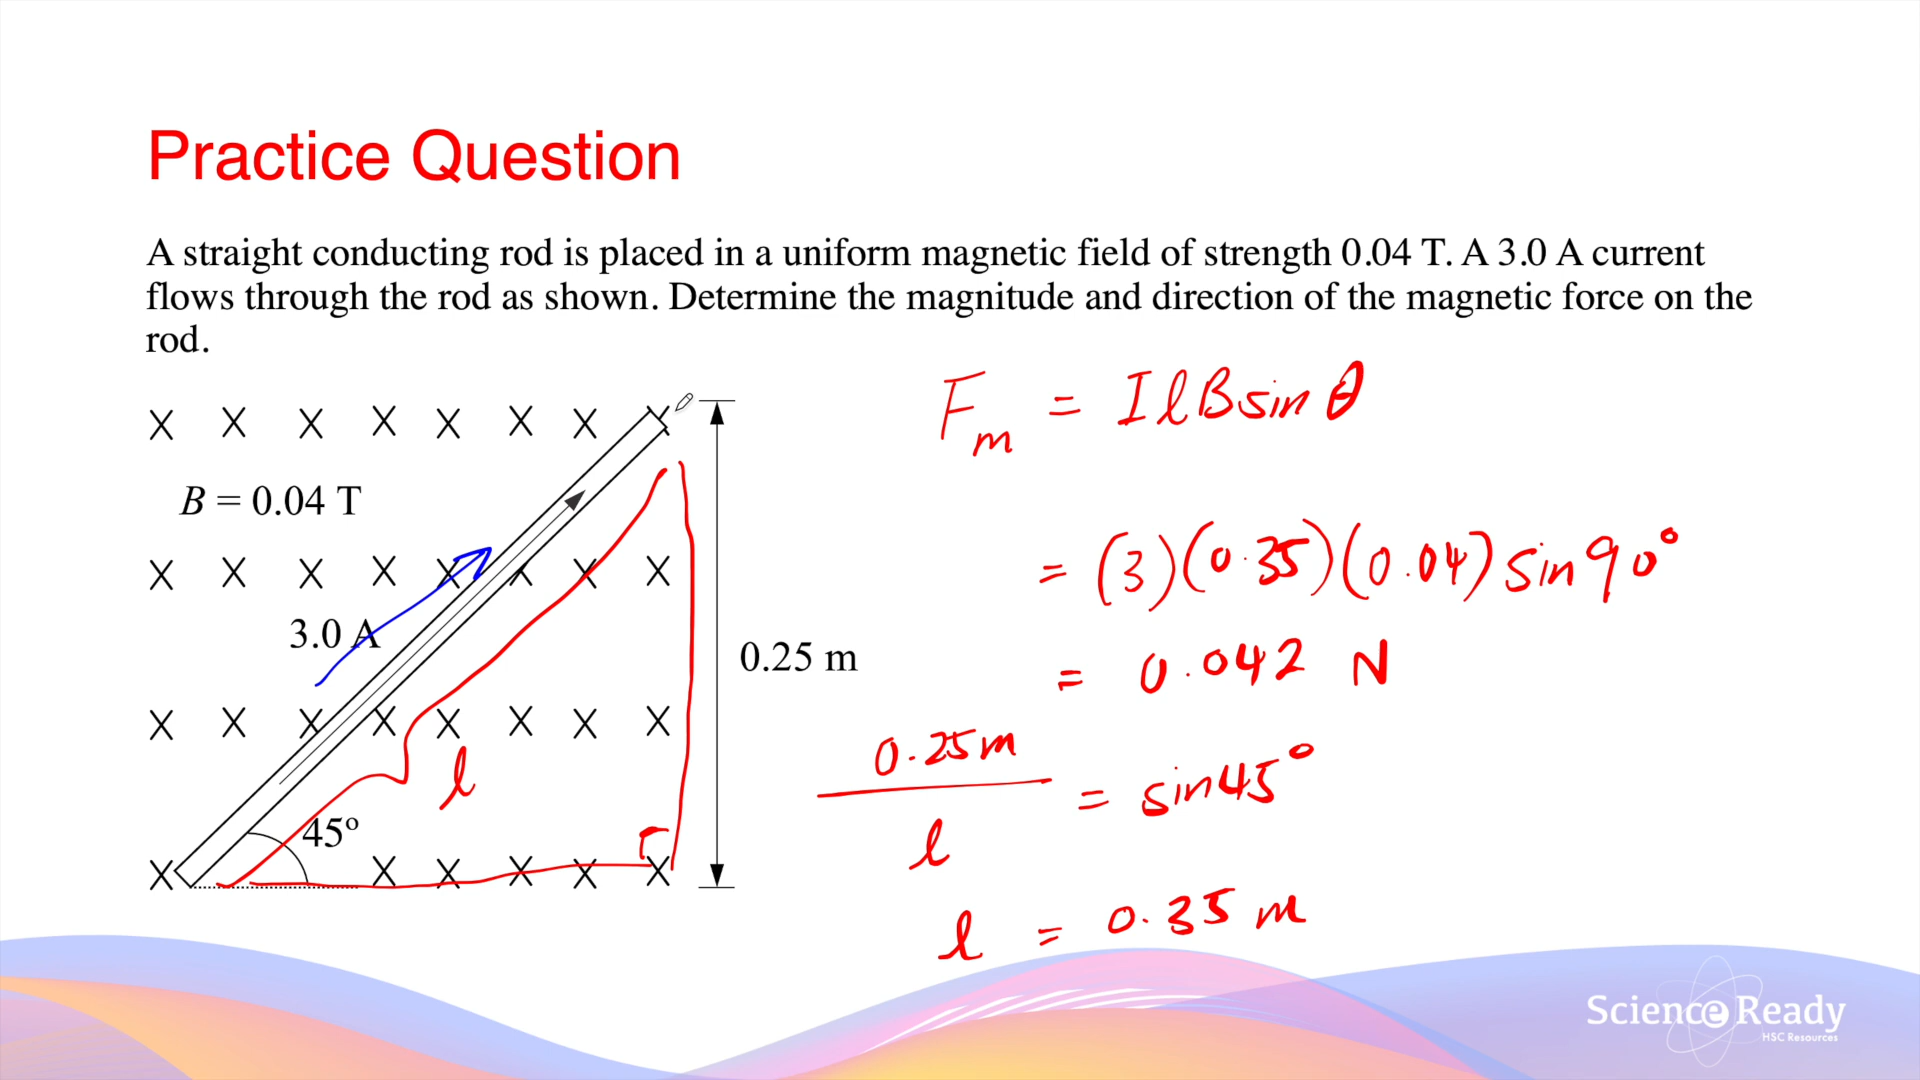 Practice Question
A straight conducting rod is placed in a uniform magnetic field of strength 0.04 T. A 3.0 A current
flows through the rod as shown. Determine the magnitude and direction of the magnetic force on the
rod.
X X X X X X X X
B = 0.04 T
X X X X X X X X
3.0 A
0.25 m
X X X X X X X X
l
45°
X X X X X X
F_m = IlBsinθ
= (3)(0.35)(0.04) sin90°
= 0.042 N
0.25m / l = sin45°
l = 0.35 m
Science Ready
HSC Resources